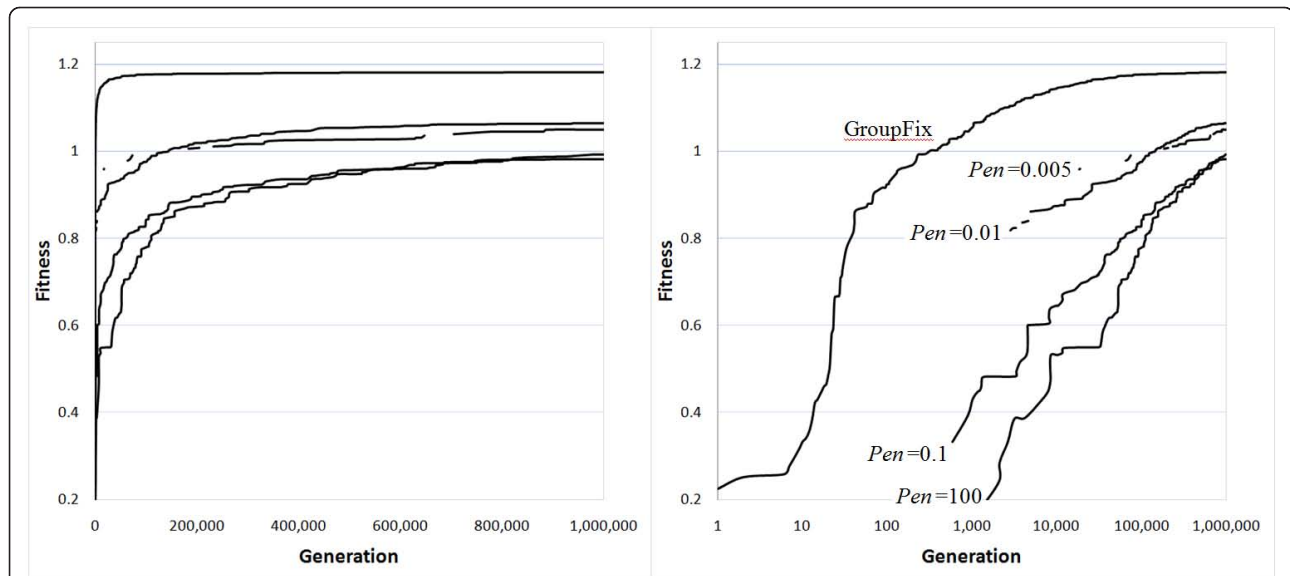 1.2
1
0.8
0.6
0.4
0.2
Fitness
0
200,000
400,000
600,000
800,000
1,000,000
Generation
1.2
1
0.8
0.6
0.4
0.2
Fitness
GroupFix
Pen=0.005
Pen=0.01
Pen=0.1
Pen=100
1
10
100
1,000
10,000
100,000
1,000,000
Generation